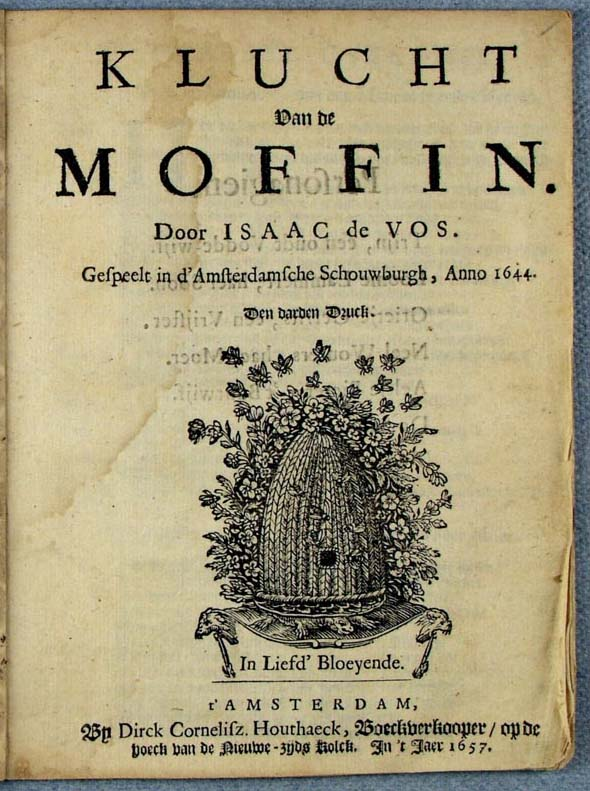 KLUCHT
Van de
MOFFIN.
Door ISAAC de VOS.
Geſpeelt in d'Amſterdamſche Schouwburgh, Anno 1644.
Den darden Druck.
In Liefd' Bloeyende.
t'AMSTERDAM,
By Dirck Corneliſz. Houthaeck, Boeckverkooper / op de
hoeck van de Nieuwe-zijds Kolck. In 't Jaer 1657.